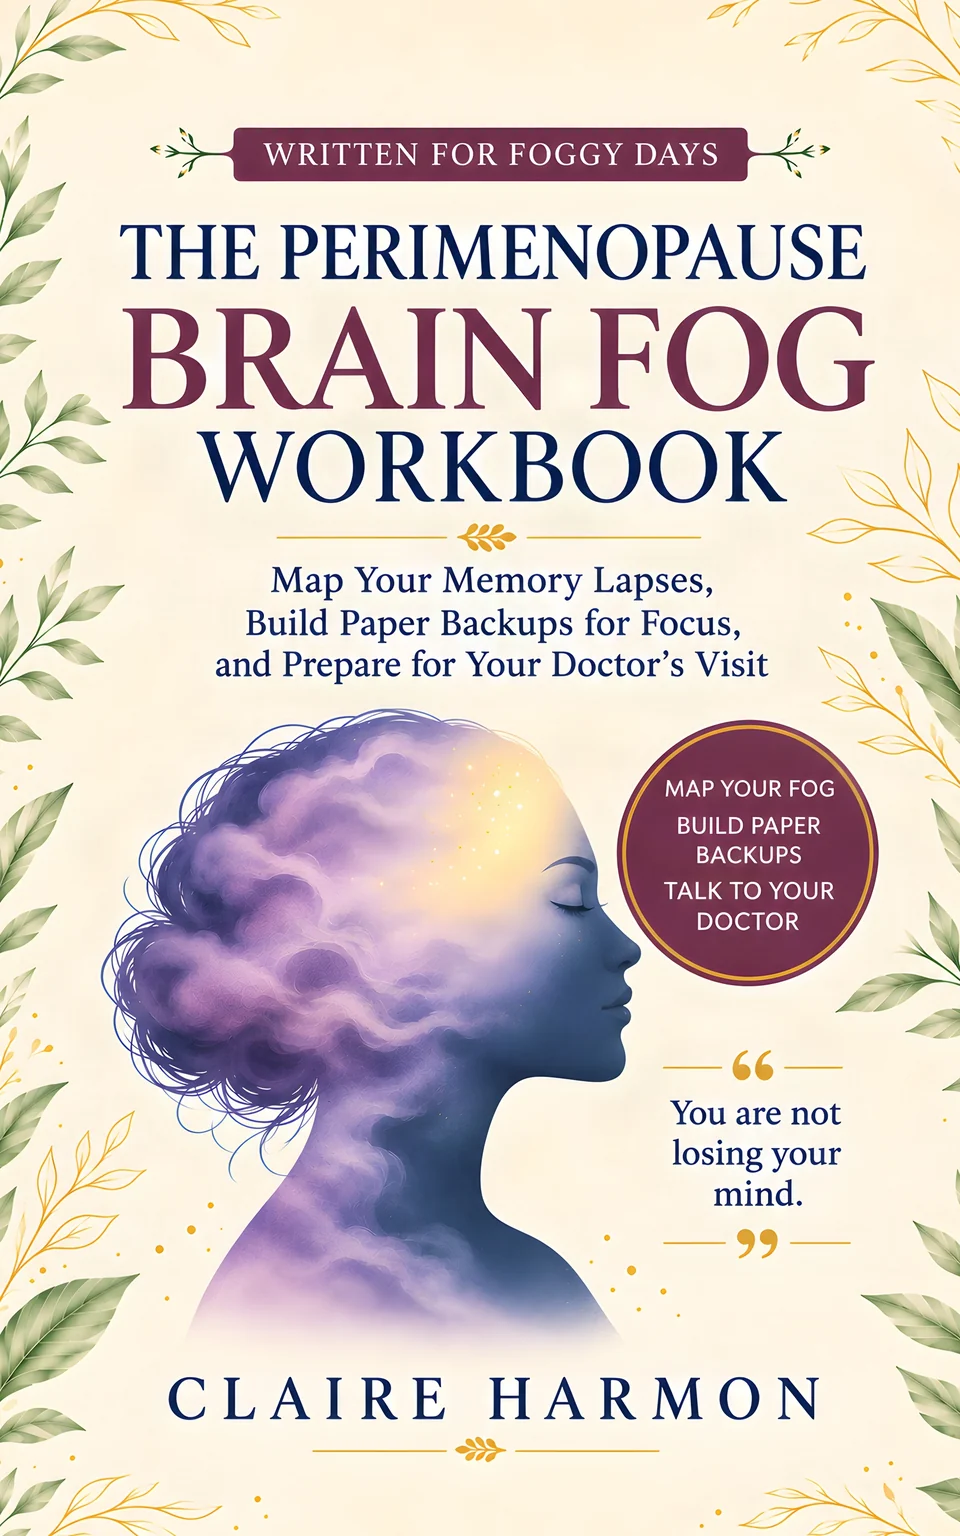 WRITTEN FOR FOGGY DAYS
THE PERIMENOPAUSE
BRAIN FOG
WORKBOOK
Map Your Memory Lapses,
Build Paper Backups for Focus,
and Prepare for Your Doctor’s Visit
MAP YOUR FOG
BUILD PAPER
BACKUPS
TALK TO YOUR
DOCTOR
“
You are not
losing your
mind.
”
CLAIRE HARMON